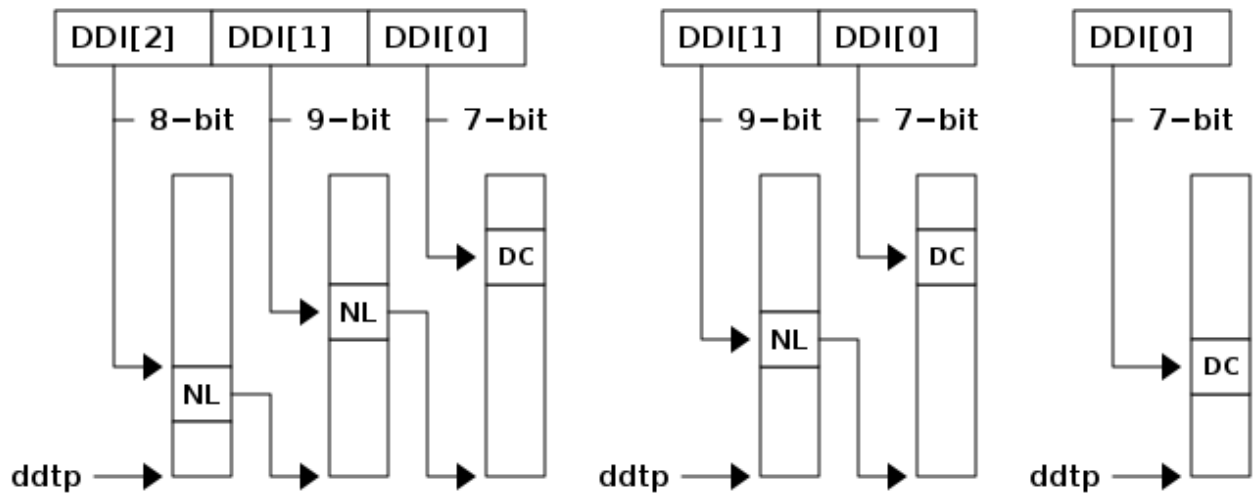 DDI[2] DDI[1] DDI[0] DDI[1] DDI[0] DDI[0]
8-bit 9-bit 7-bit 9-bit 7-bit 7-bit
DC DC
NL
NL
DC
NL
ddtp ddtp ddtp